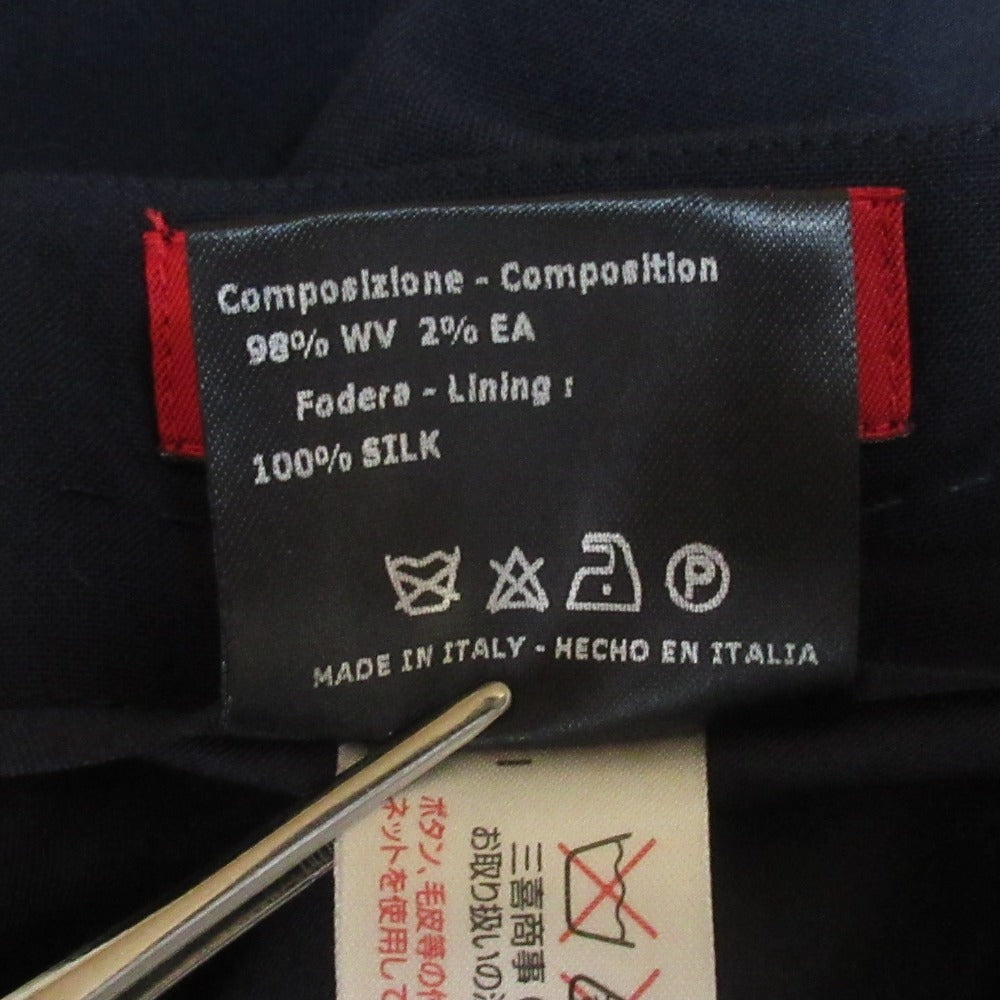 Composizione - Composition
98% WV 2% EA
Fodera - Lining :
100% SILK
P
MADE IN ITALY - HECHO EN ITALIA
三喜商事
お取り扱いの
ボタン、毛皮等の
ネットを使用して